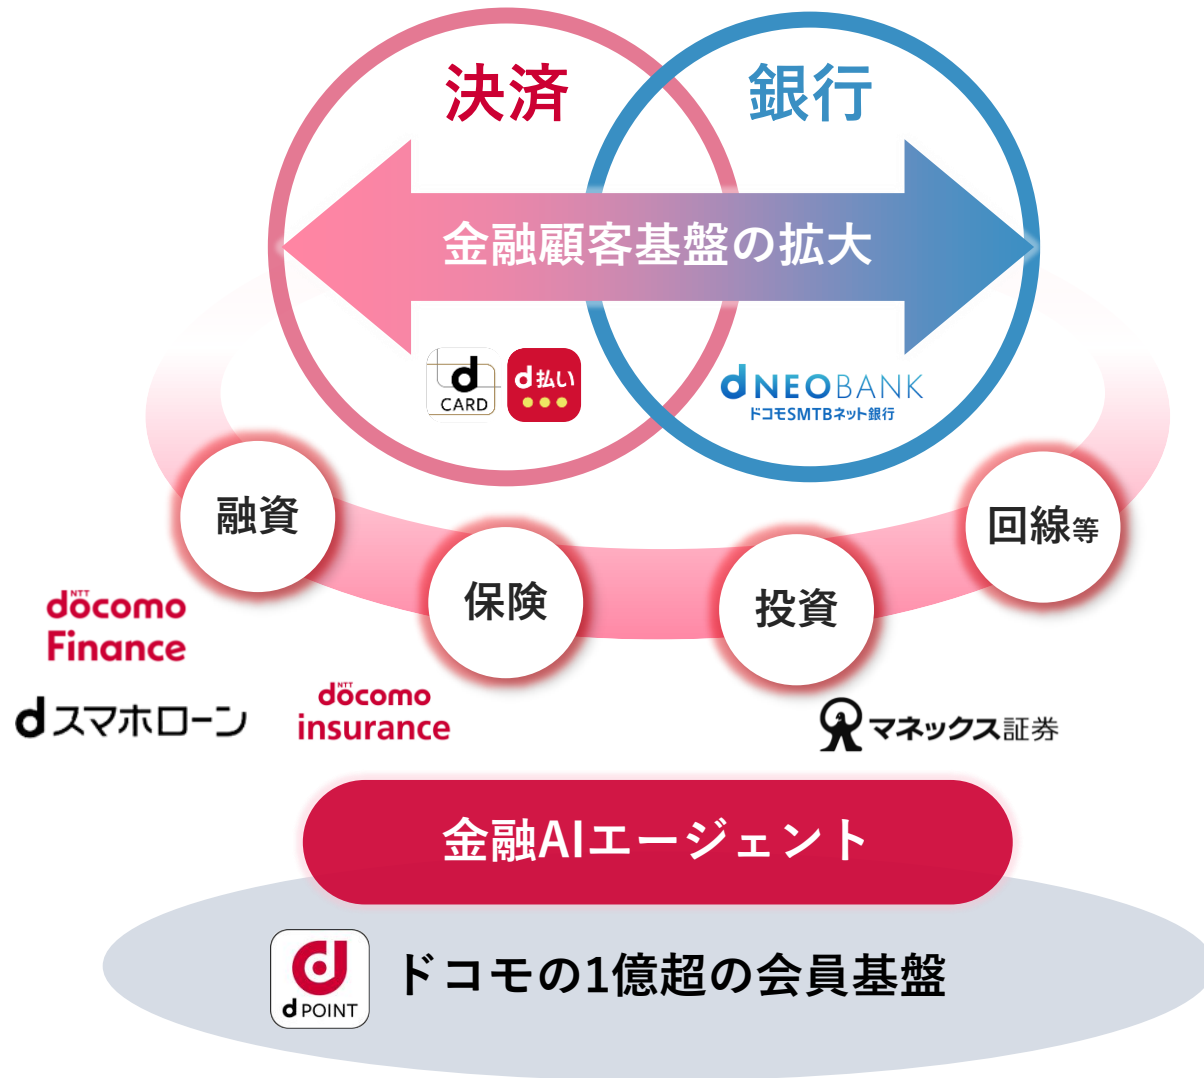 決済
銀行
金融顧客基盤の拡大
d
CARD
d払い
dNEOBANK
ドコモSMTBネット銀行
融資
保険
投資
回線等
NTT
döcomo
Finance
dスマホローン
NTT
döcomo
insurance
マネックス証券
金融AIエージェント
d
d POINT
ドコモの1億超の会員基盤